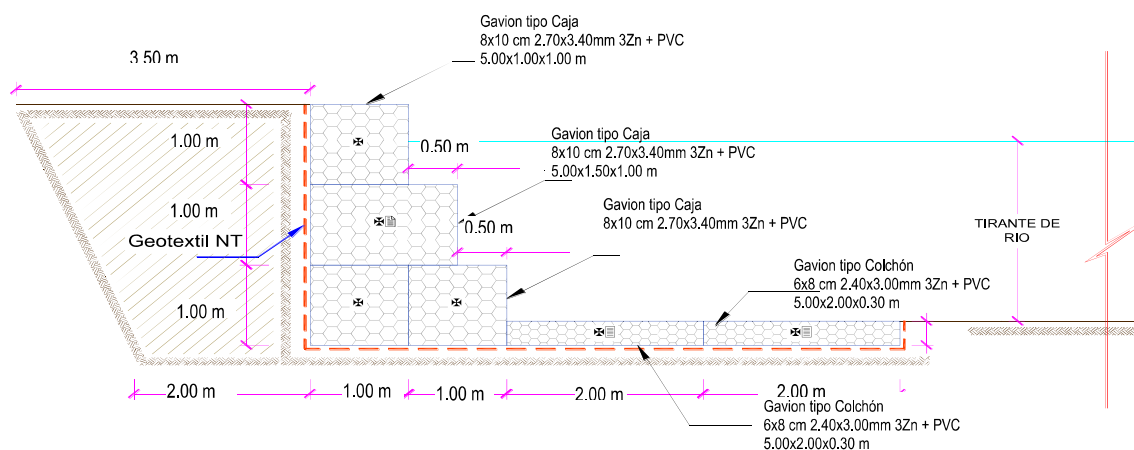 Gavion tipo Caja
8x10 cm 2.70x3.40mm 3Zn + PVC
5.00x1.00x1.00 m
3.50 m
1.00 m
0.50 m
Gavion tipo Caja
8x10 cm 2.70x3.40mm 3Zn + PVC
5.00x1.50x1.00 m
1.00 m
Geotextil NT
0.50 m
Gavion tipo Caja
8x10 cm 2.70x3.40mm 3Zn + PVC
TIRANTE DE
RIO
Gavion tipo Colchón
6x8 cm 2.40x3.00mm 3Zn + PVC
5.00x2.00x0.30 m
1.00 m
2.00 m
1.00 m
1.00 m
2.00 m
2.00 m
Gavion tipo Colchón
6x8 cm 2.40x3.00mm 3Zn + PVC
5.00x2.00x0.30 m